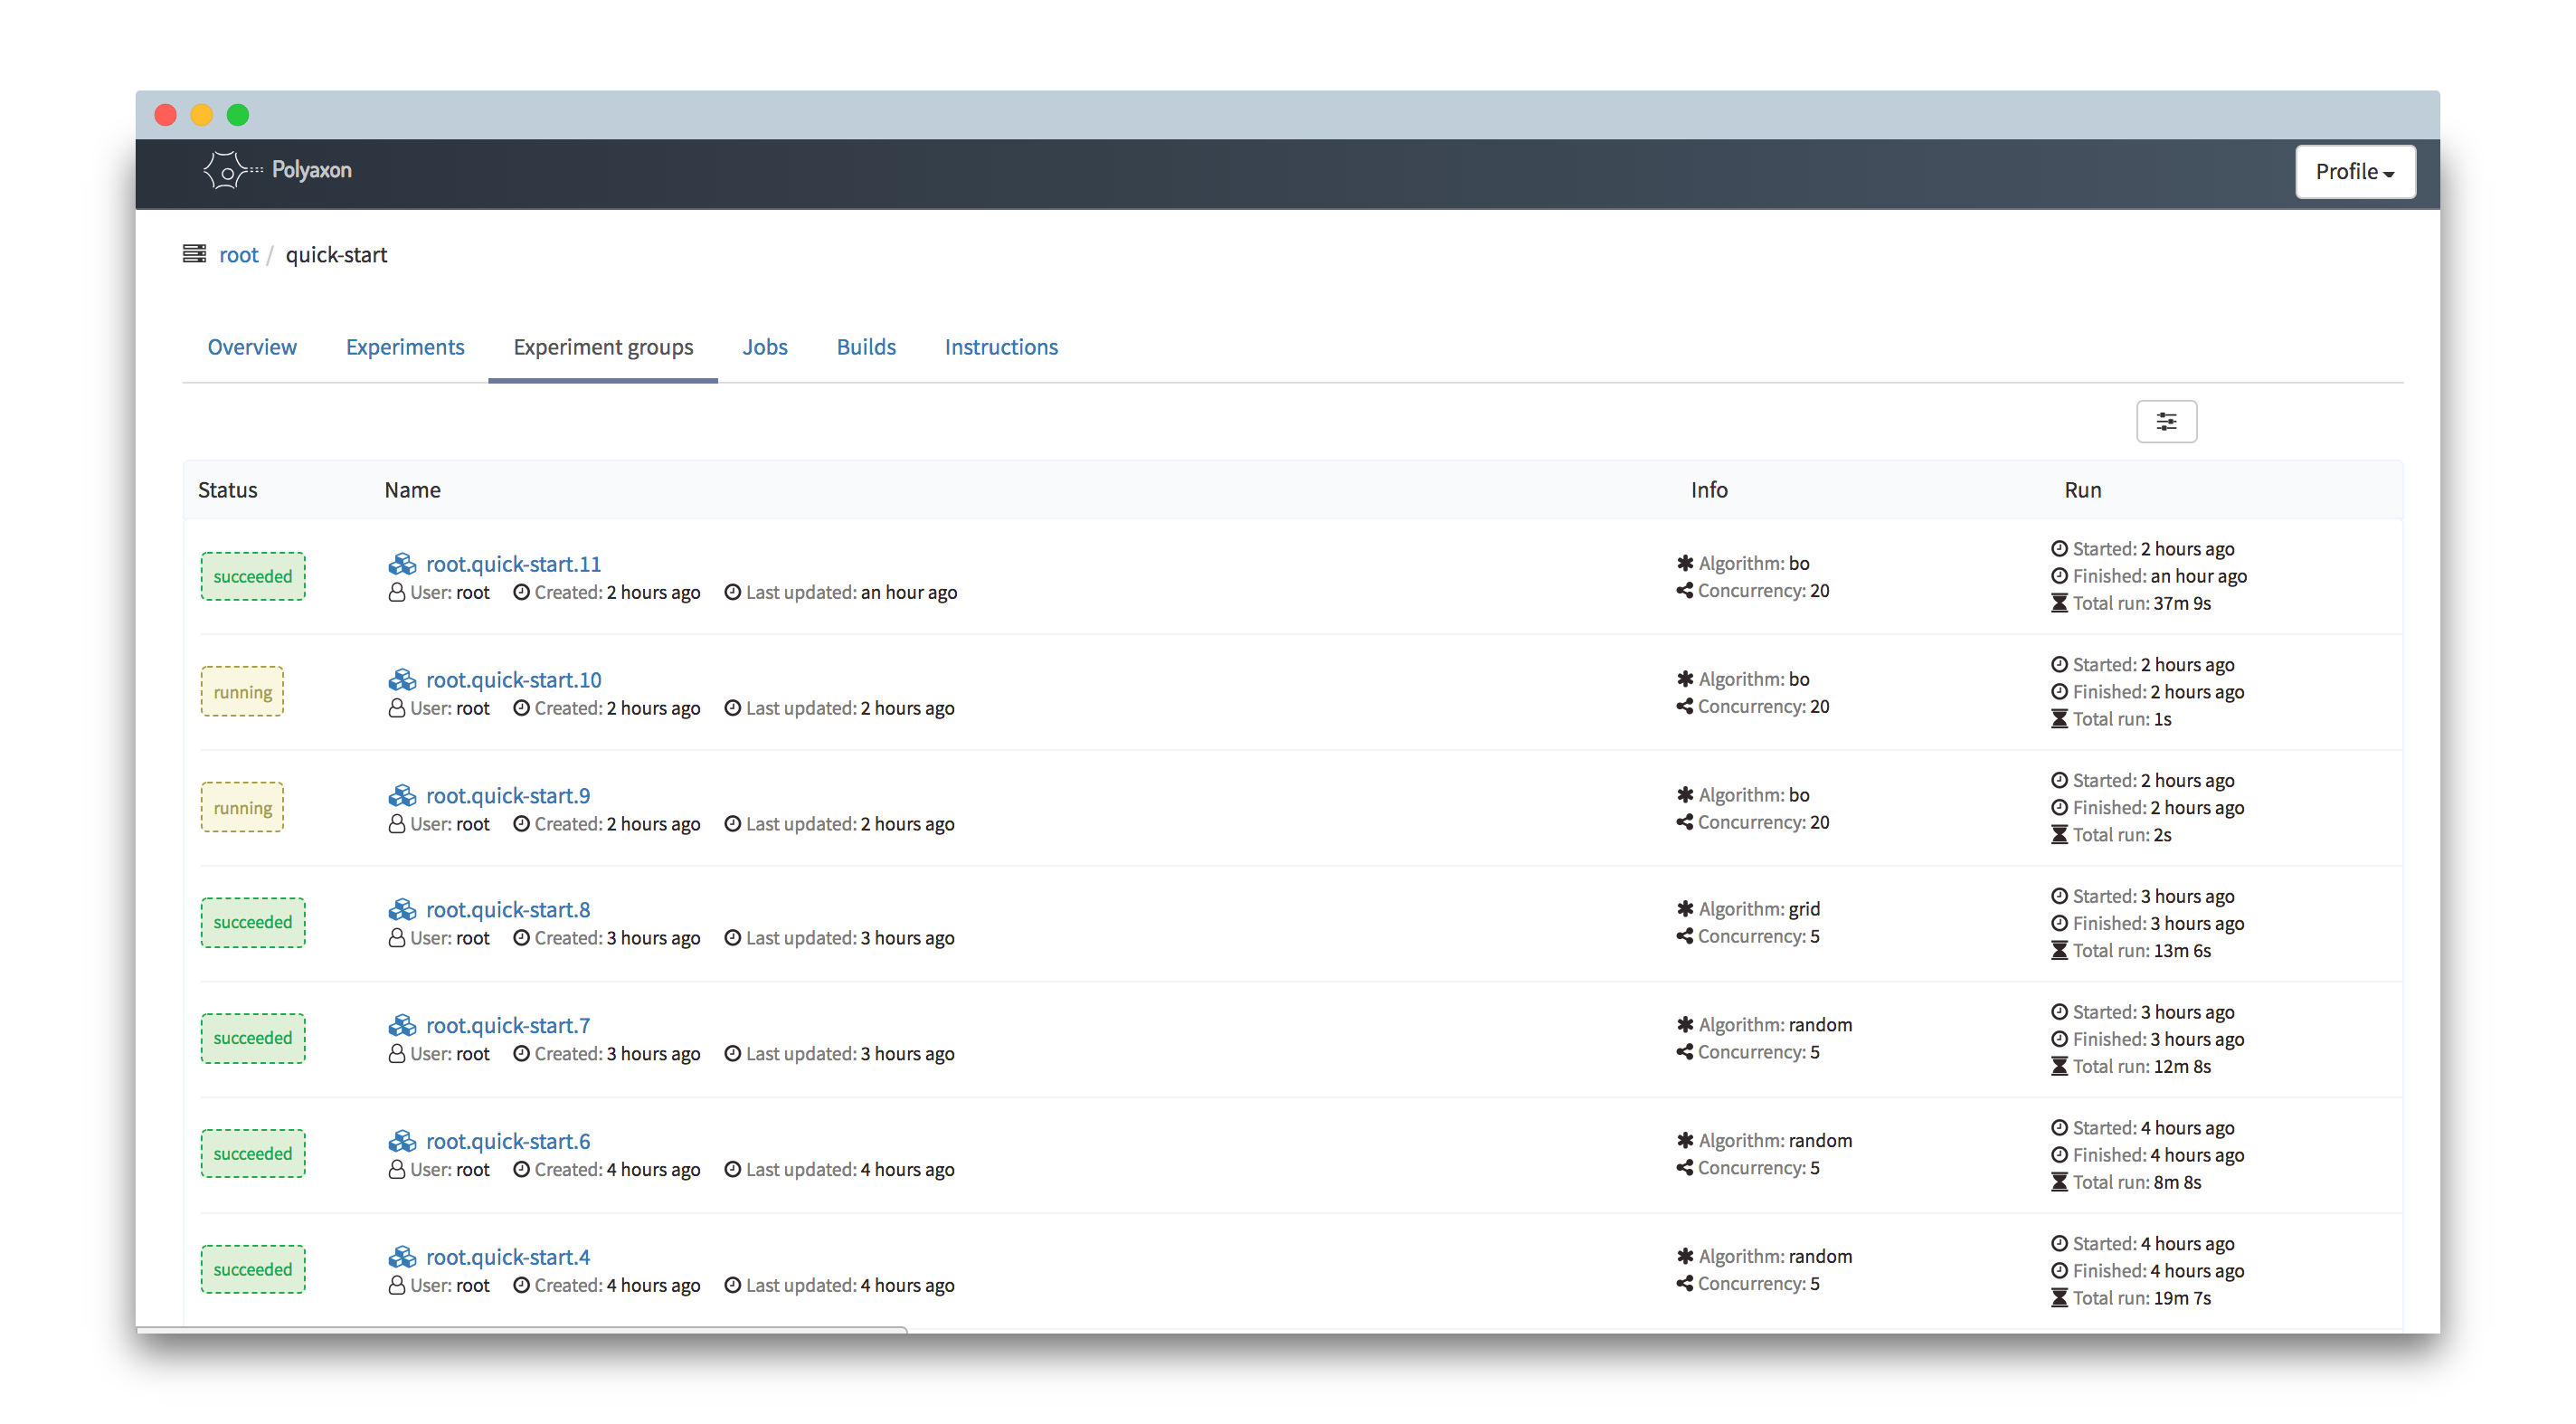 Polyaxon
Profile
root / quick-start
Overview Experiments Experiment groups Jobs Builds Instructions
Status Name Info Run
succeeded
root.quick-start.11
User: root Created: 2 hours ago Last updated: an hour ago
Algorithm: bo
Concurrency: 20
Started: 2 hours ago
Finished: an hour ago
Total run: 37m 9s
running
root.quick-start.10
User: root Created: 2 hours ago Last updated: 2 hours ago
Algorithm: bo
Concurrency: 20
Started: 2 hours ago
Finished: 2 hours ago
Total run: 1s
running
root.quick-start.9
User: root Created: 2 hours ago Last updated: 2 hours ago
Algorithm: bo
Concurrency: 20
Started: 2 hours ago
Finished: 2 hours ago
Total run: 2s
succeeded
root.quick-start.8
User: root Created: 3 hours ago Last updated: 3 hours ago
Algorithm: grid
Concurrency: 5
Started: 3 hours ago
Finished: 3 hours ago
Total run: 13m 6s
succeeded
root.quick-start.7
User: root Created: 3 hours ago Last updated: 3 hours ago
Algorithm: random
Concurrency: 5
Started: 3 hours ago
Finished: 3 hours ago
Total run: 12m 8s
succeeded
root.quick-start.6
User: root Created: 4 hours ago Last updated: 4 hours ago
Algorithm: random
Concurrency: 5
Started: 4 hours ago
Finished: 4 hours ago
Total run: 8m 8s
succeeded
root.quick-start.4
User: root Created: 4 hours ago Last updated: 4 hours ago
Algorithm: random
Concurrency: 5
Started: 4 hours ago
Finished: 4 hours ago
Total run: 19m 7s